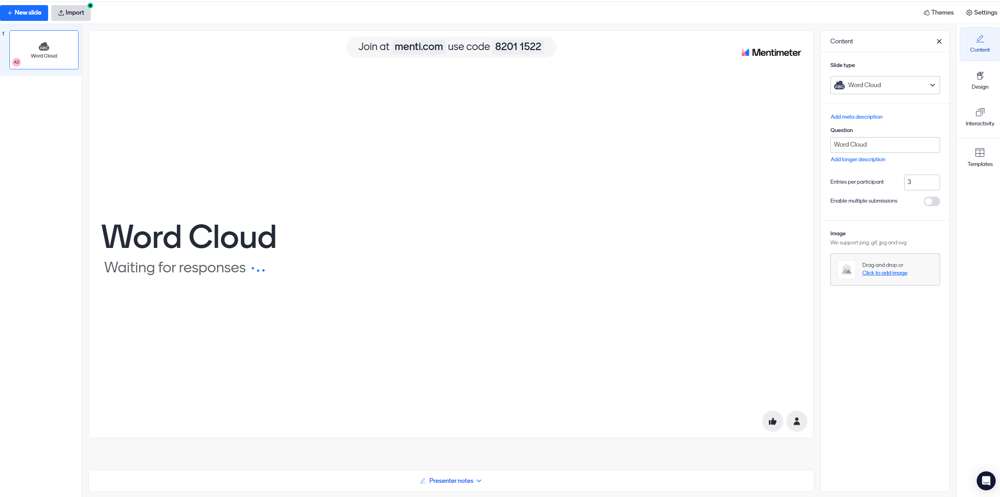 New slide
Import
Themes
Settings
1
ABC
Word Cloud
AZ
Join at menti.com use code 8201 1522
Mentimeter
Word Cloud
Waiting for responses
Presenter notes
Content
Slide type
ABC Word Cloud
Add meta description
Question
Word Cloud
Add longer description
Entries per participant 3
Enable multiple submissions
Image
We support png, gif, jpg and svg
Drag and drop or
Click to add image
Content
Design
Interactivity
Templates